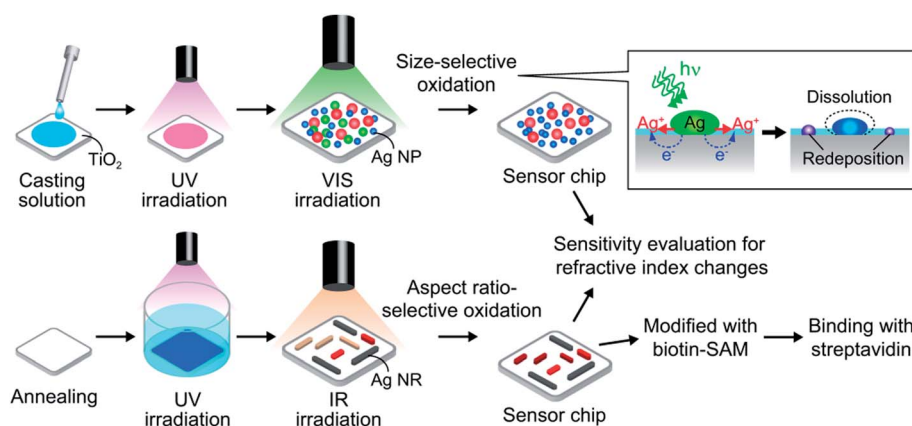 Casting
solution
TiO2
UV
irradiation
VIS
irradiation
Ag NP
Size-selective
oxidation
Sensor chip
hν
Ag+
Ag
Ag+
e-
e-
Dissolution
Redeposition
Sensitivity evaluation for
refractive index changes
Annealing
UV
irradiation
IR
irradiation
Ag NR
Aspect ratio-
selective oxidation
Sensor chip
Modified with
biotin-SAM
Binding with
streptavidin